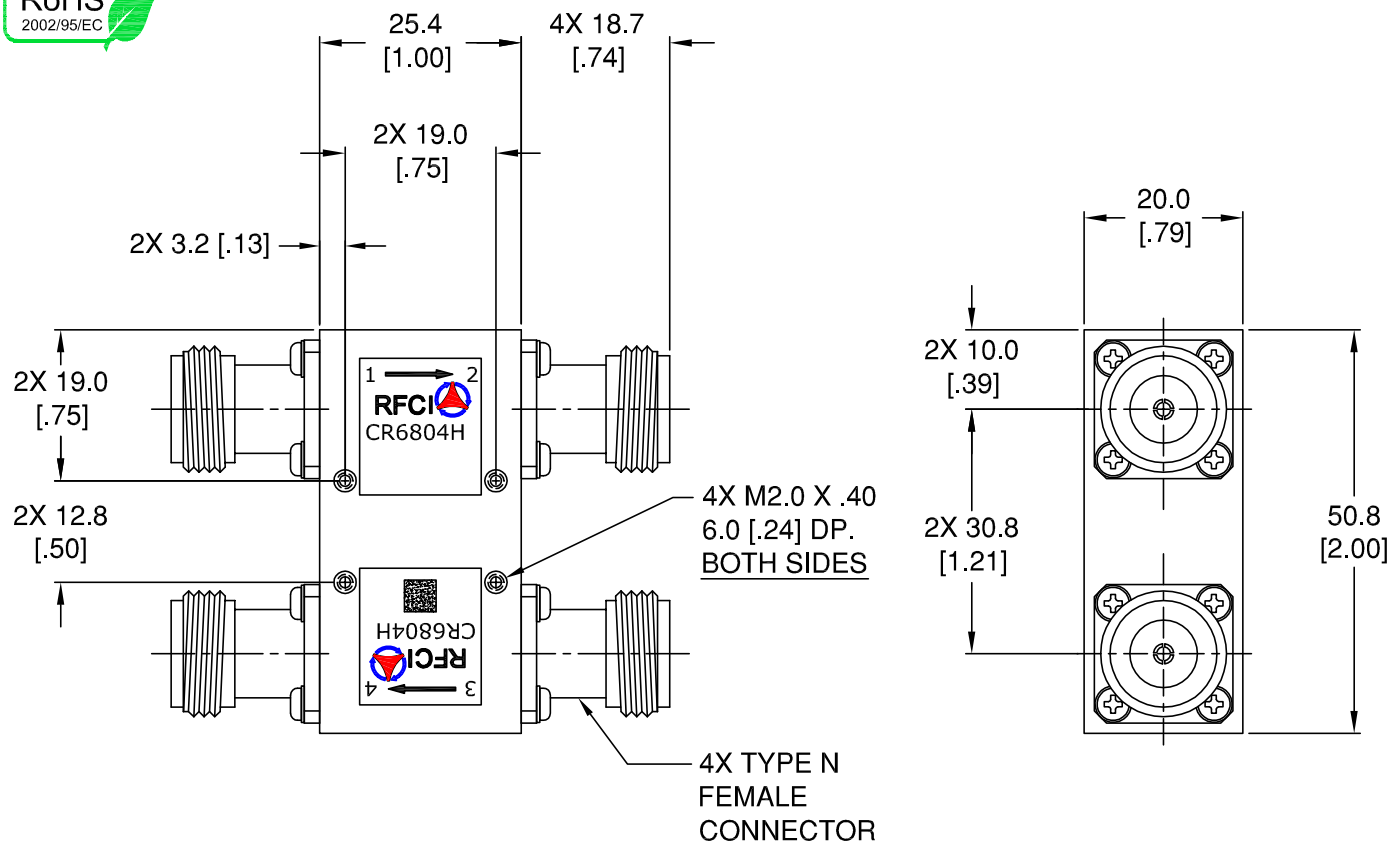 RoHS
2002/95/EC
25.4
[1.00]
4X 18.7
[.74]
2X 19.0
[.75]
2X 3.2 [.13]
20.0
[.79]
2X 19.0
[.75]
2X 12.8
[.50]
1 2
RFCI
CR6804H
4X M2.0 X .40
6.0 [.24] DP.
BOTH SIDES
3 4
RFCI
CR6804H
4X TYPE N
FEMALE
CONNECTOR
2X 10.0
[.39]
2X 30.8
[1.21]
50.8
[2.00]